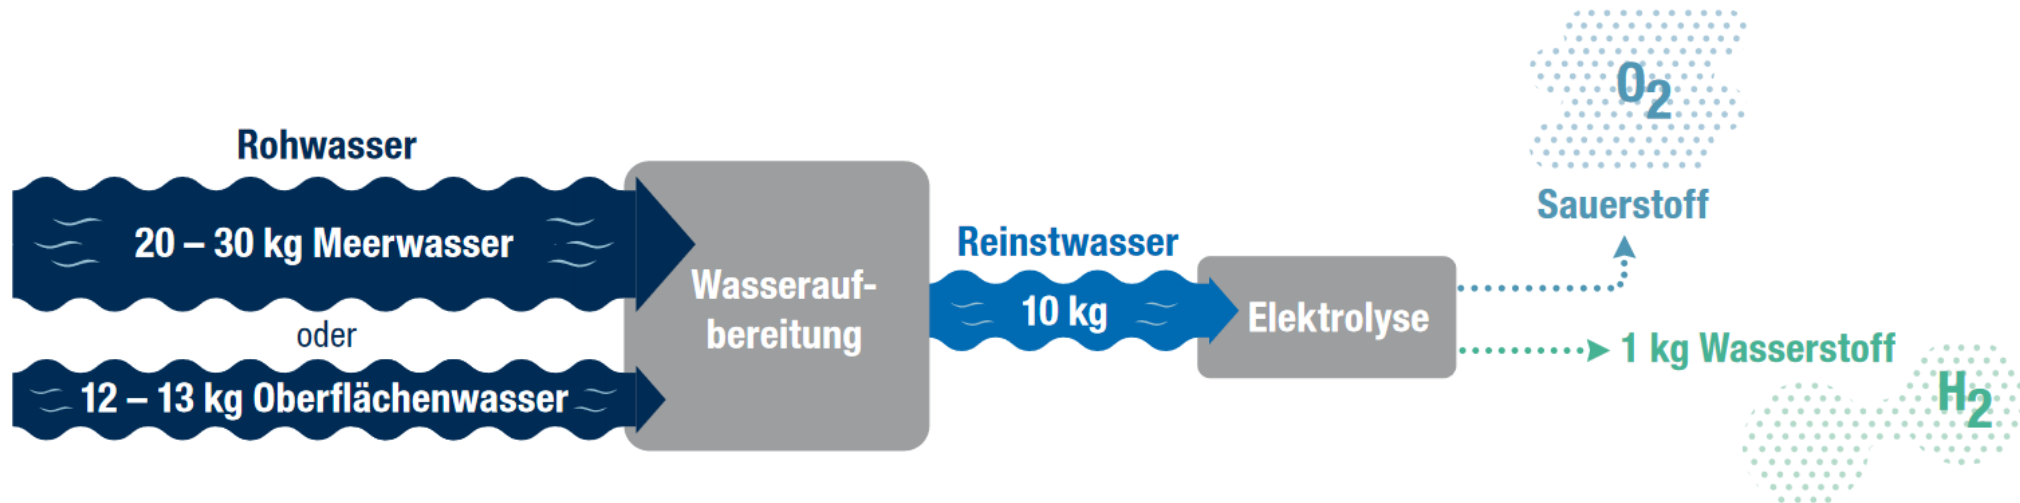 Rohwasser
20 – 30 kg Meerwasser
oder
12 – 13 kg Oberflächenwasser
Wasserauf-
bereitung
Reinstwasser
10 kg
Elektrolyse
O2
Sauerstoff
1 kg Wasserstoff
H2